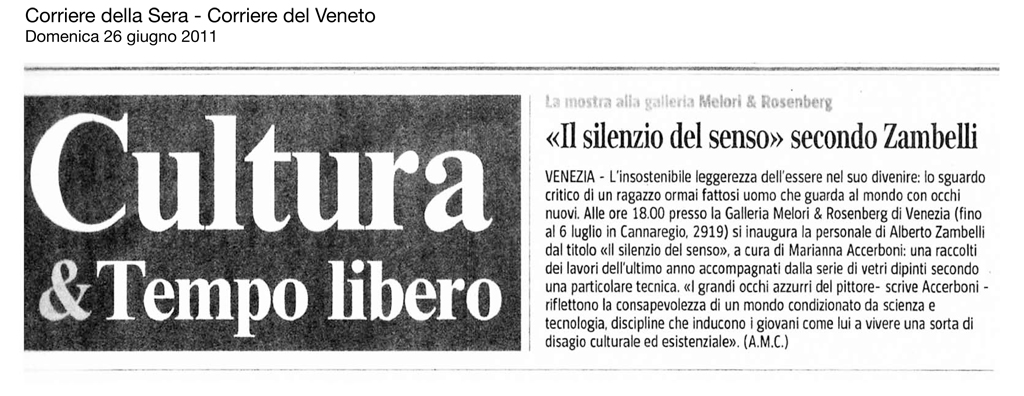 Corriere della Sera - Corriere del Veneto
Domenica 26 giugno 2011
Cultura
& Tempo libero
La mostra alla galleria Melori & Rosenberg
«Il silenzio del senso» secondo Zambelli
VENEZIA - L'insostenibile leggerezza dell'essere nel suo divenire: lo sguardo
critico di un ragazzo ormai fattosi uomo che guarda al mondo con occhi
nuovi. Alle ore 18.00 presso la Galleria Melori & Rosenberg di Venezia (fino
al 6 luglio in Cannaregio, 2919) si inaugura la personale di Alberto Zambelli
dal titolo «Il silenzio del senso», a cura di Marianna Accerboni: una raccolti
dei lavori dell'ultimo anno accompagnati dalla serie di vetri dipinti secondo
una particolare tecnica. «I grandi occhi azzurri del pittore- scrive Accerboni -
riflettono la consapevolezza di un mondo condizionato da scienza e
tecnologia, discipline che inducono i giovani come lui a vivere una sorta di
disagio culturale ed esistenziale». (A.M.C.)